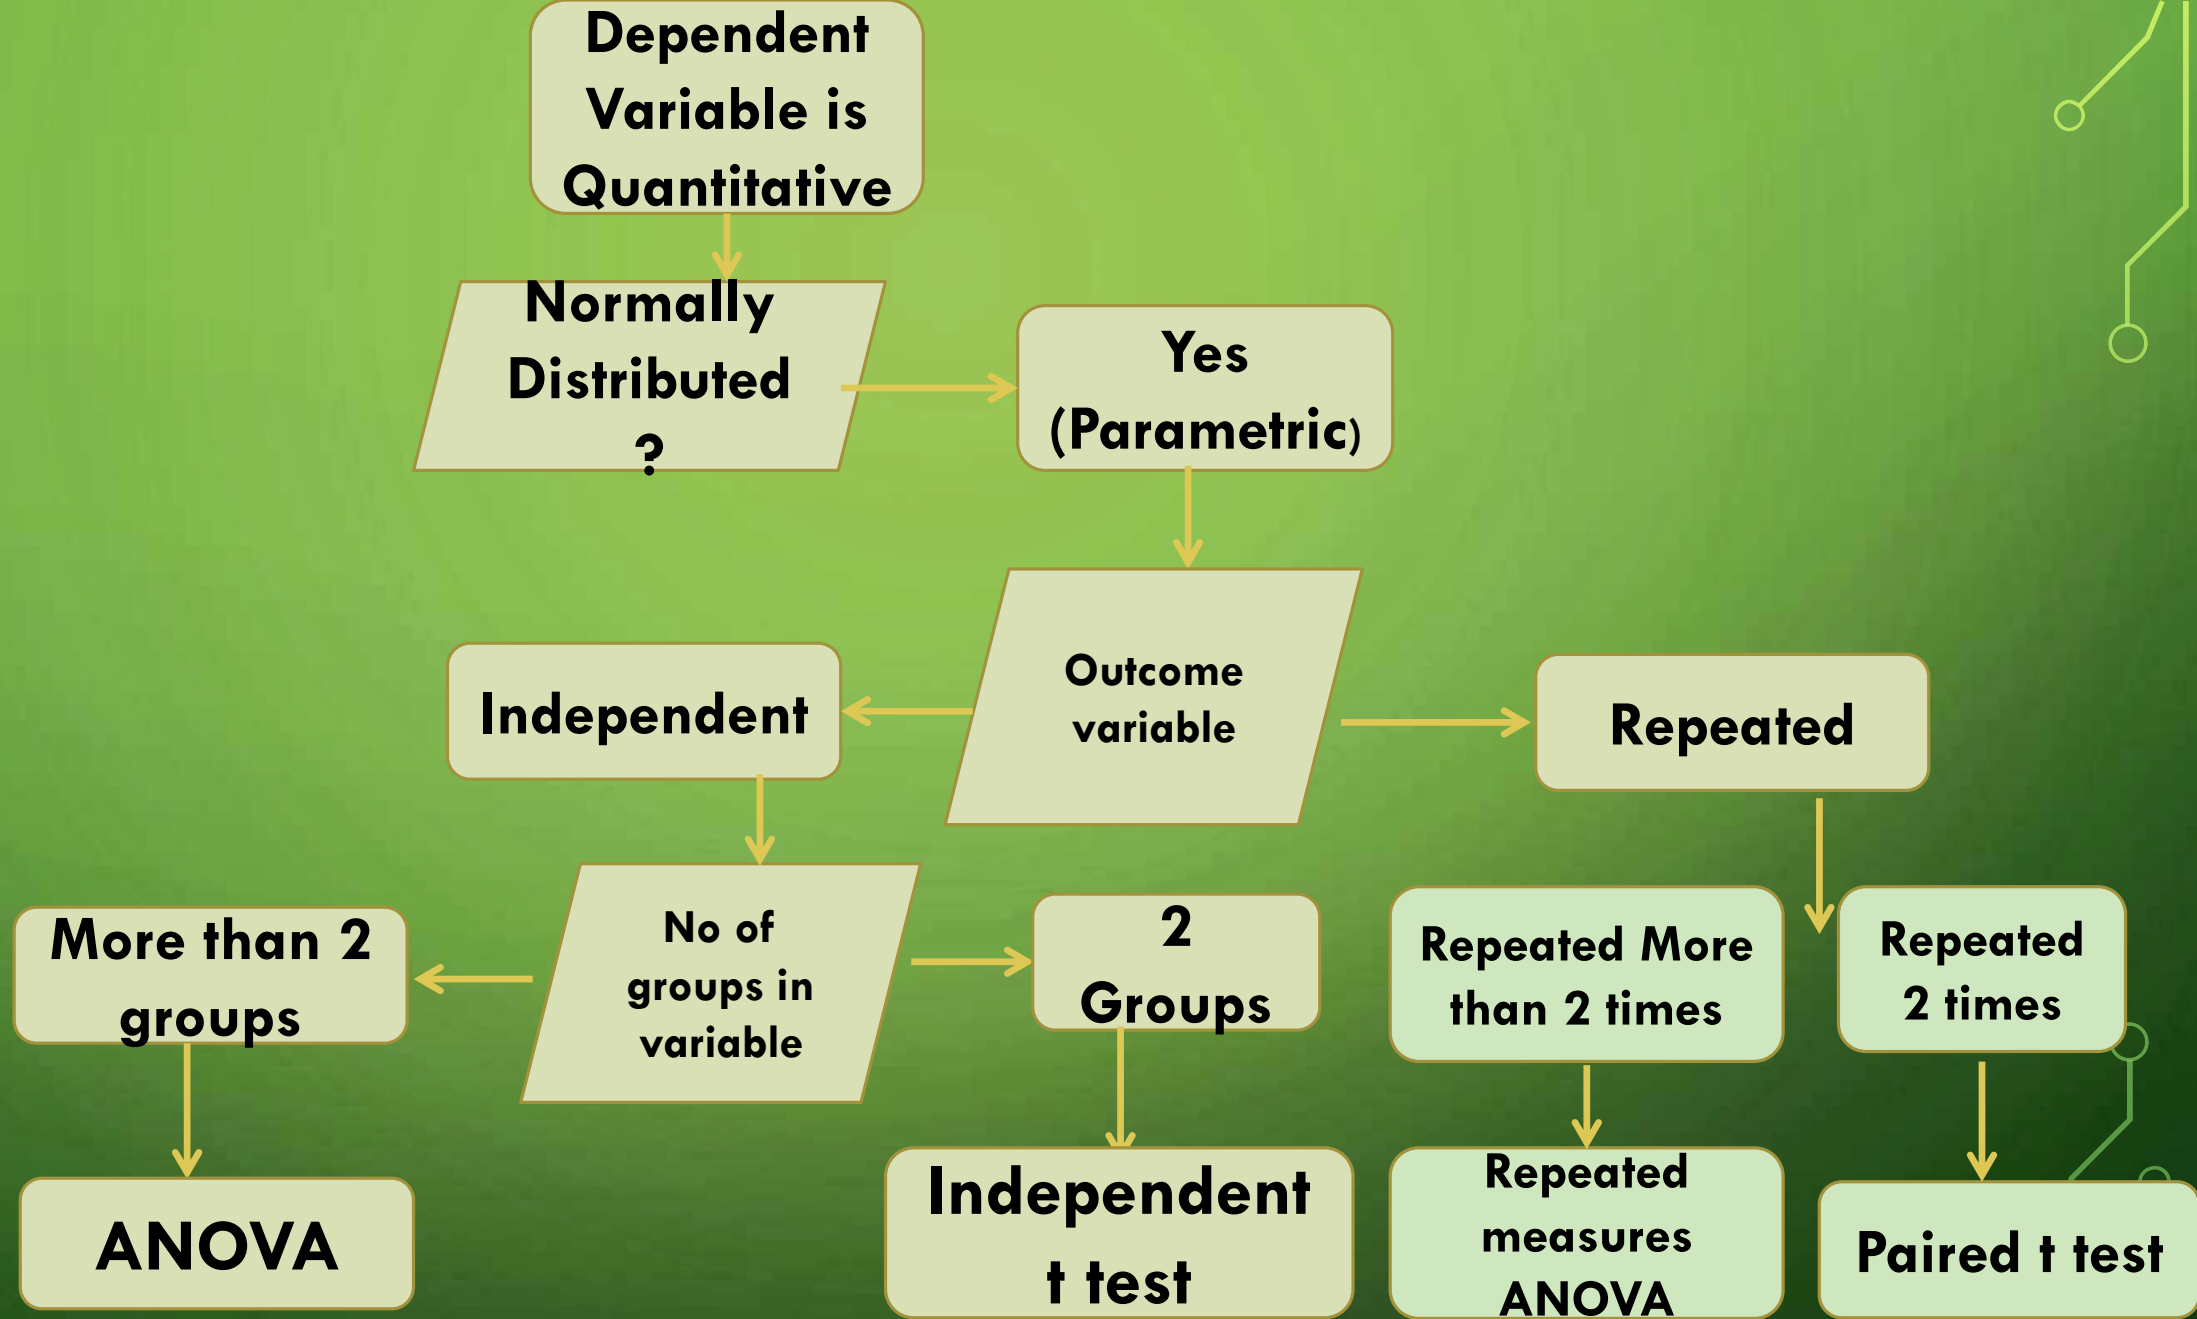 Dependent
Variable is
Quantitative
Normally
Distributed
?
Yes
(Parametric)
Outcome
variable
Independent
Repeated
No of
groups in
variable
More than 2
groups
2
Groups
Repeated More
than 2 times
Repeated
2 times
ANOVA
Independent
t test
Repeated
measures
ANOVA
Paired t test